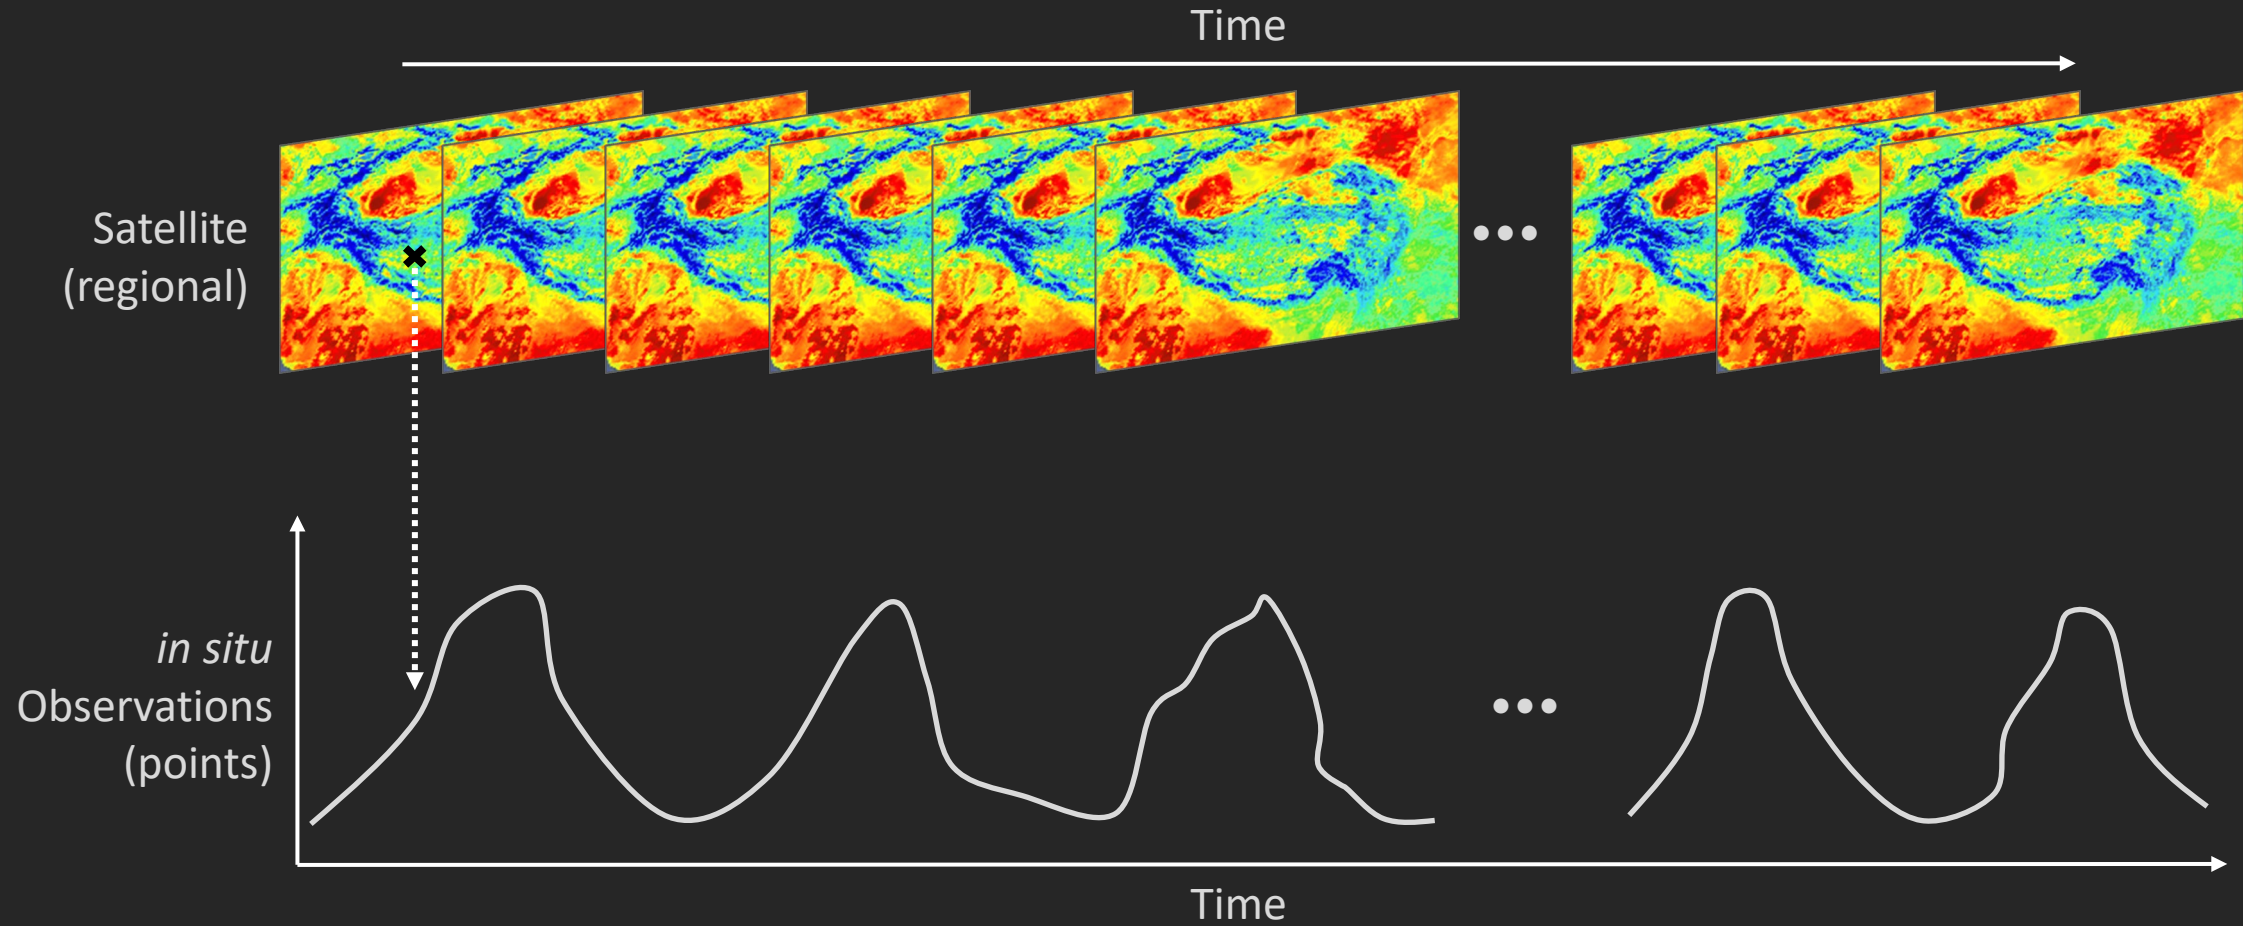 Time
Satellite
(regional)
in situ
Observations
(points)
Time